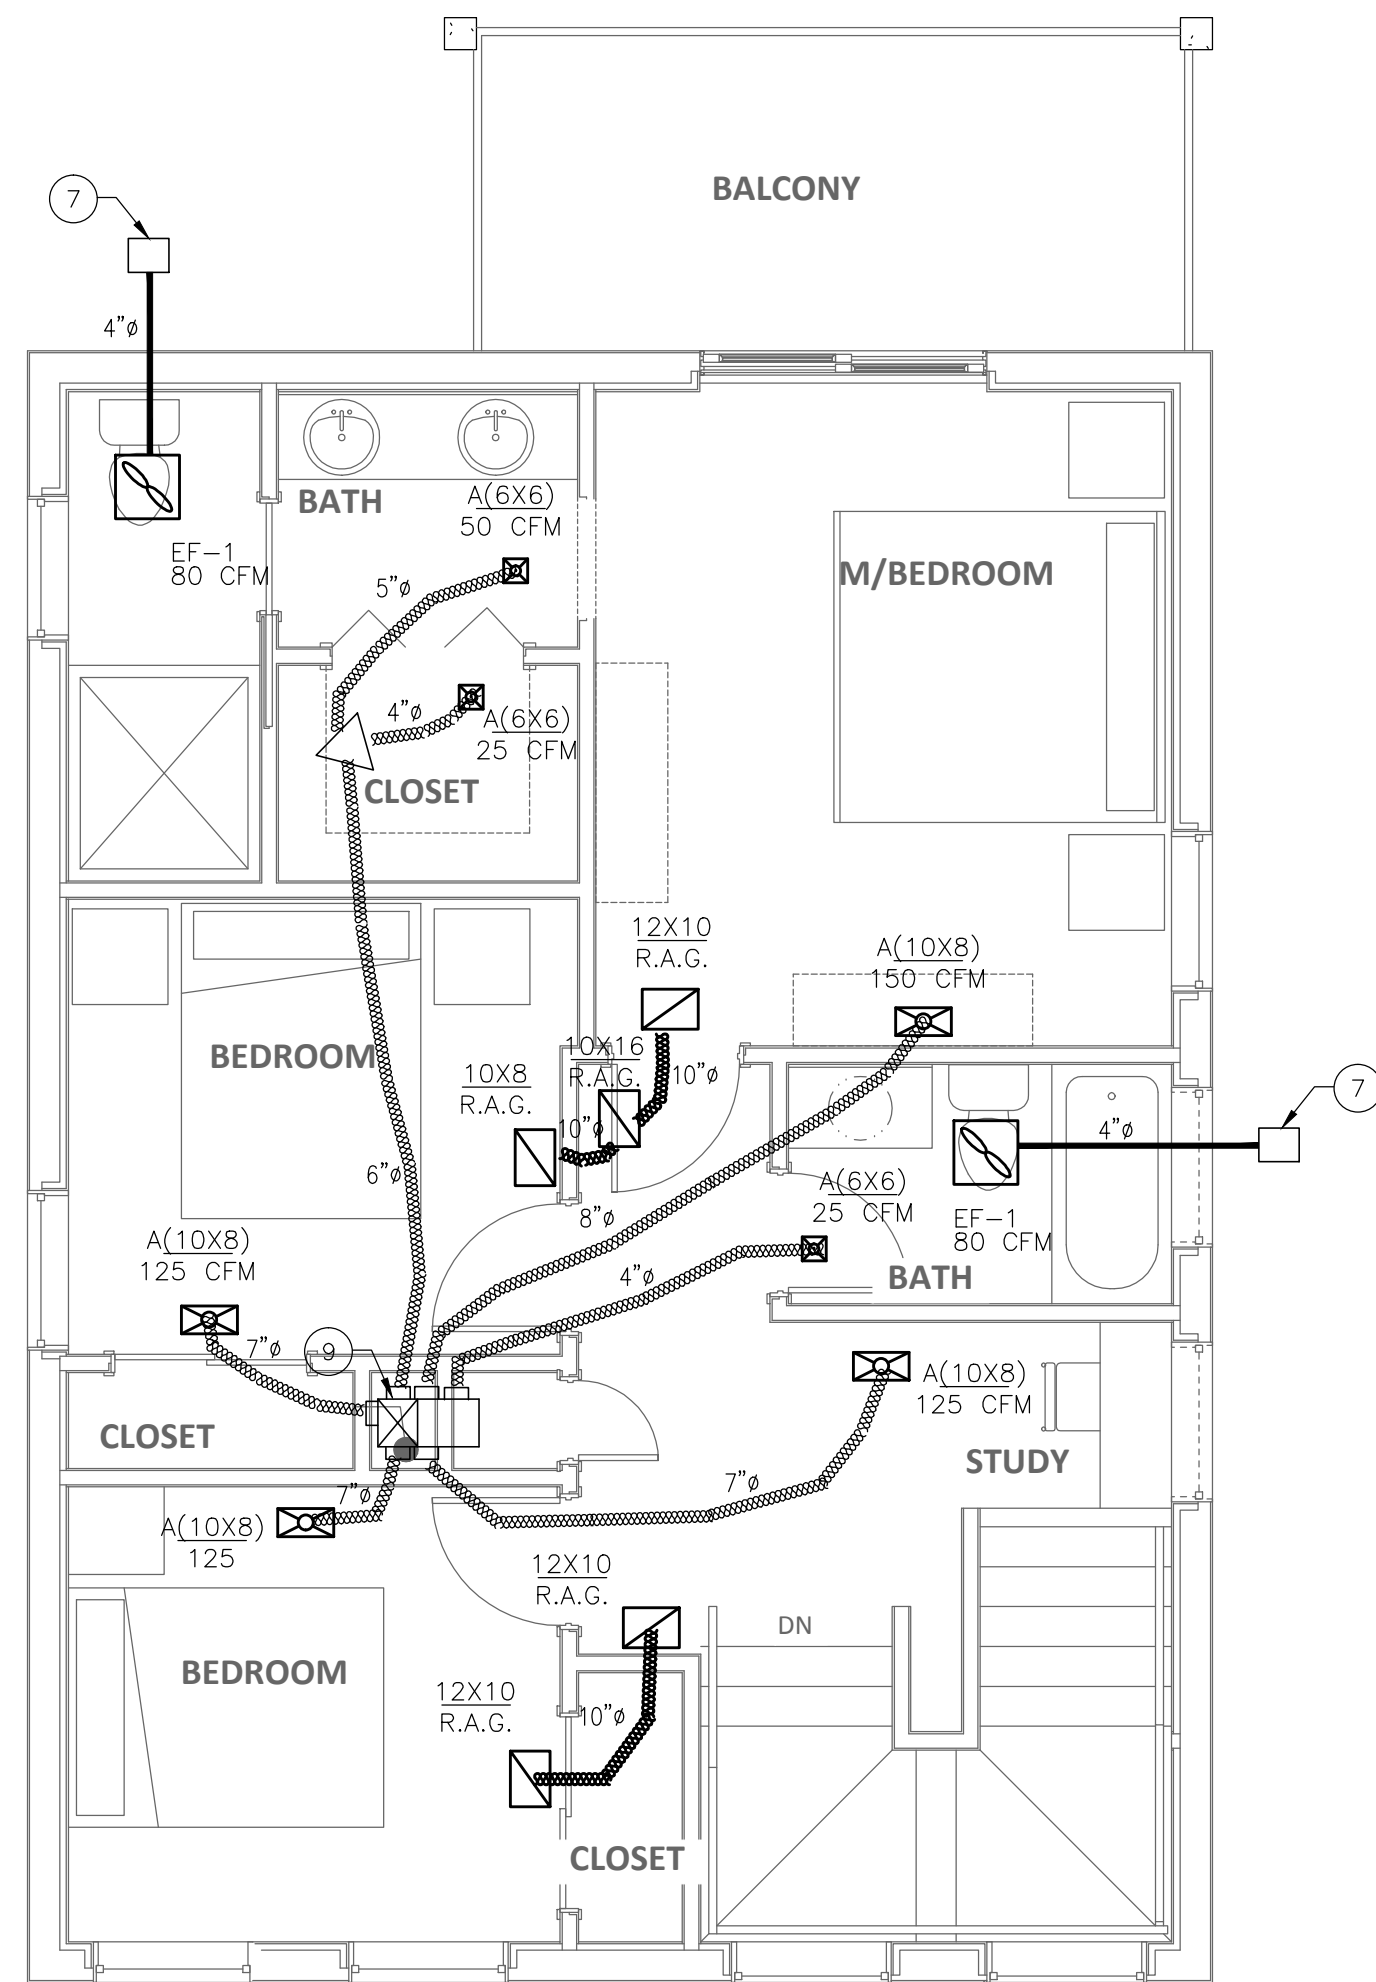 BALCONY
7
4"ø
BATH
A(6X6)
50 CFM
EF-1
80 CFM
5"ø
M/BEDROOM
4"ø
A(6X6)
25 CFM
CLOSET
12X10
R.A.G.
A(10X8)
150 CFM
BEDROOM
10X8
R.A.G.
10X16
R.A.G.
10"ø
10"ø
7
4"ø
6"ø
A(6X6)
25 CFM
8"ø
EF-1
80 CFM
A(10X8)
125 CFM
4"ø
BATH
7"ø
9
A(10X8)
125 CFM
CLOSET
STUDY
7"ø
7"ø
A(10X8)
125
12X10
R.A.G.
DN
BEDROOM
12X10
R.A.G.
10"ø
CLOSET